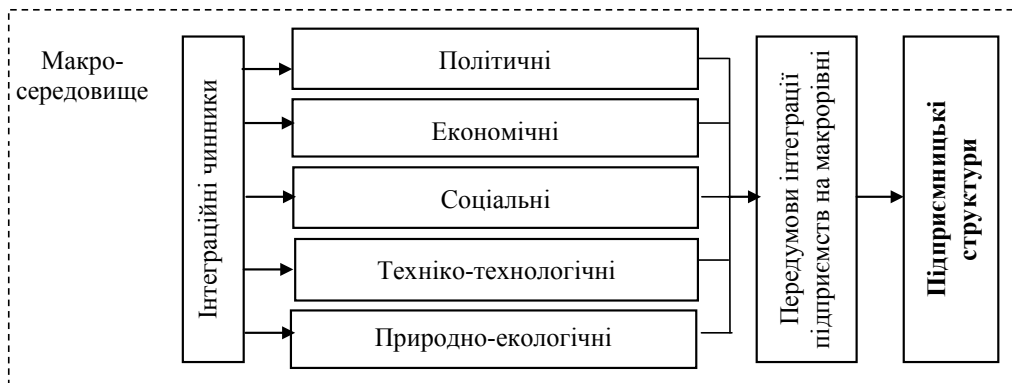 Макро-
середовище
Інтеграційні чинники
Політичні
Економічні
Соціальні
Техніко-технологічні
Природно-екологічні
Передумови інтеграції
підприємств на макрорівні
Підприємницькі
структури